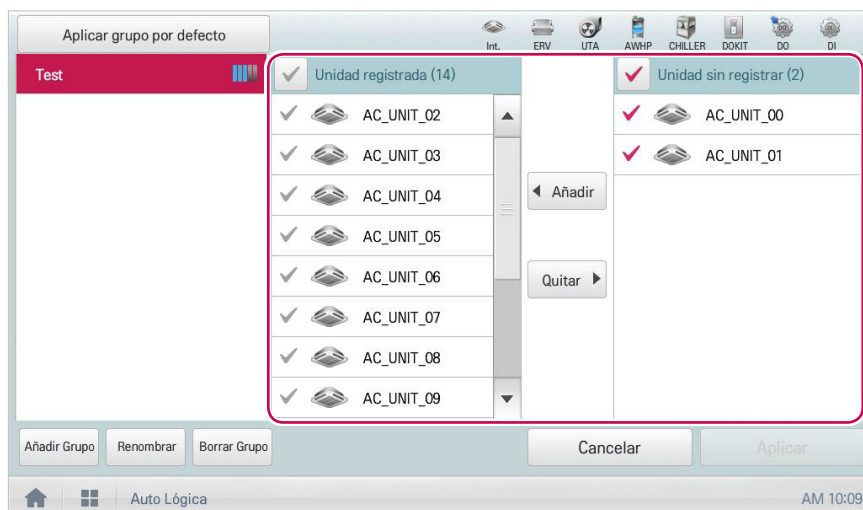 Aplicar grupo por defecto
Int.
ERV
UTA
AWHP
CHILLER
DOKIT
DO
DI
Test
Unidad registrada (14)
Unidad sin registrar (2)
AC_UNIT_02
AC_UNIT_03
AC_UNIT_04
AC_UNIT_05
AC_UNIT_06
AC_UNIT_07
AC_UNIT_08
AC_UNIT_09
Añadir
Quitar
AC_UNIT_00
AC_UNIT_01
Añadir Grupo
Renombrar
Borrar Grupo
Cancelar
Aplicar
Auto Lógica
AM 10:09